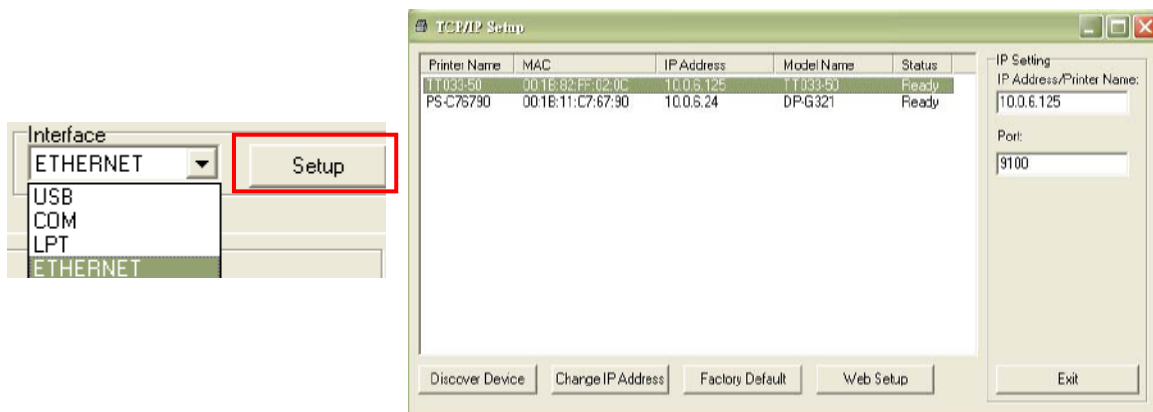 Interface
ETHERNET
Setup
USB
COM
LPT
ETHERNET
TCP/IP Setup
Printer Name MAC IP Address Model Name Status
TT033-50 00:1B:82:FF:02:0C 10.0.6.125 TT033-50 Ready
PS-C76790 00:1B:11:C7:67:90 10.0.6.24 DP-G321 Ready
IP Setting
IP Address/Printer Name:
10.0.6.125
Port:
9100
Discover Device Change IP Address Factory Default Web Setup Exit